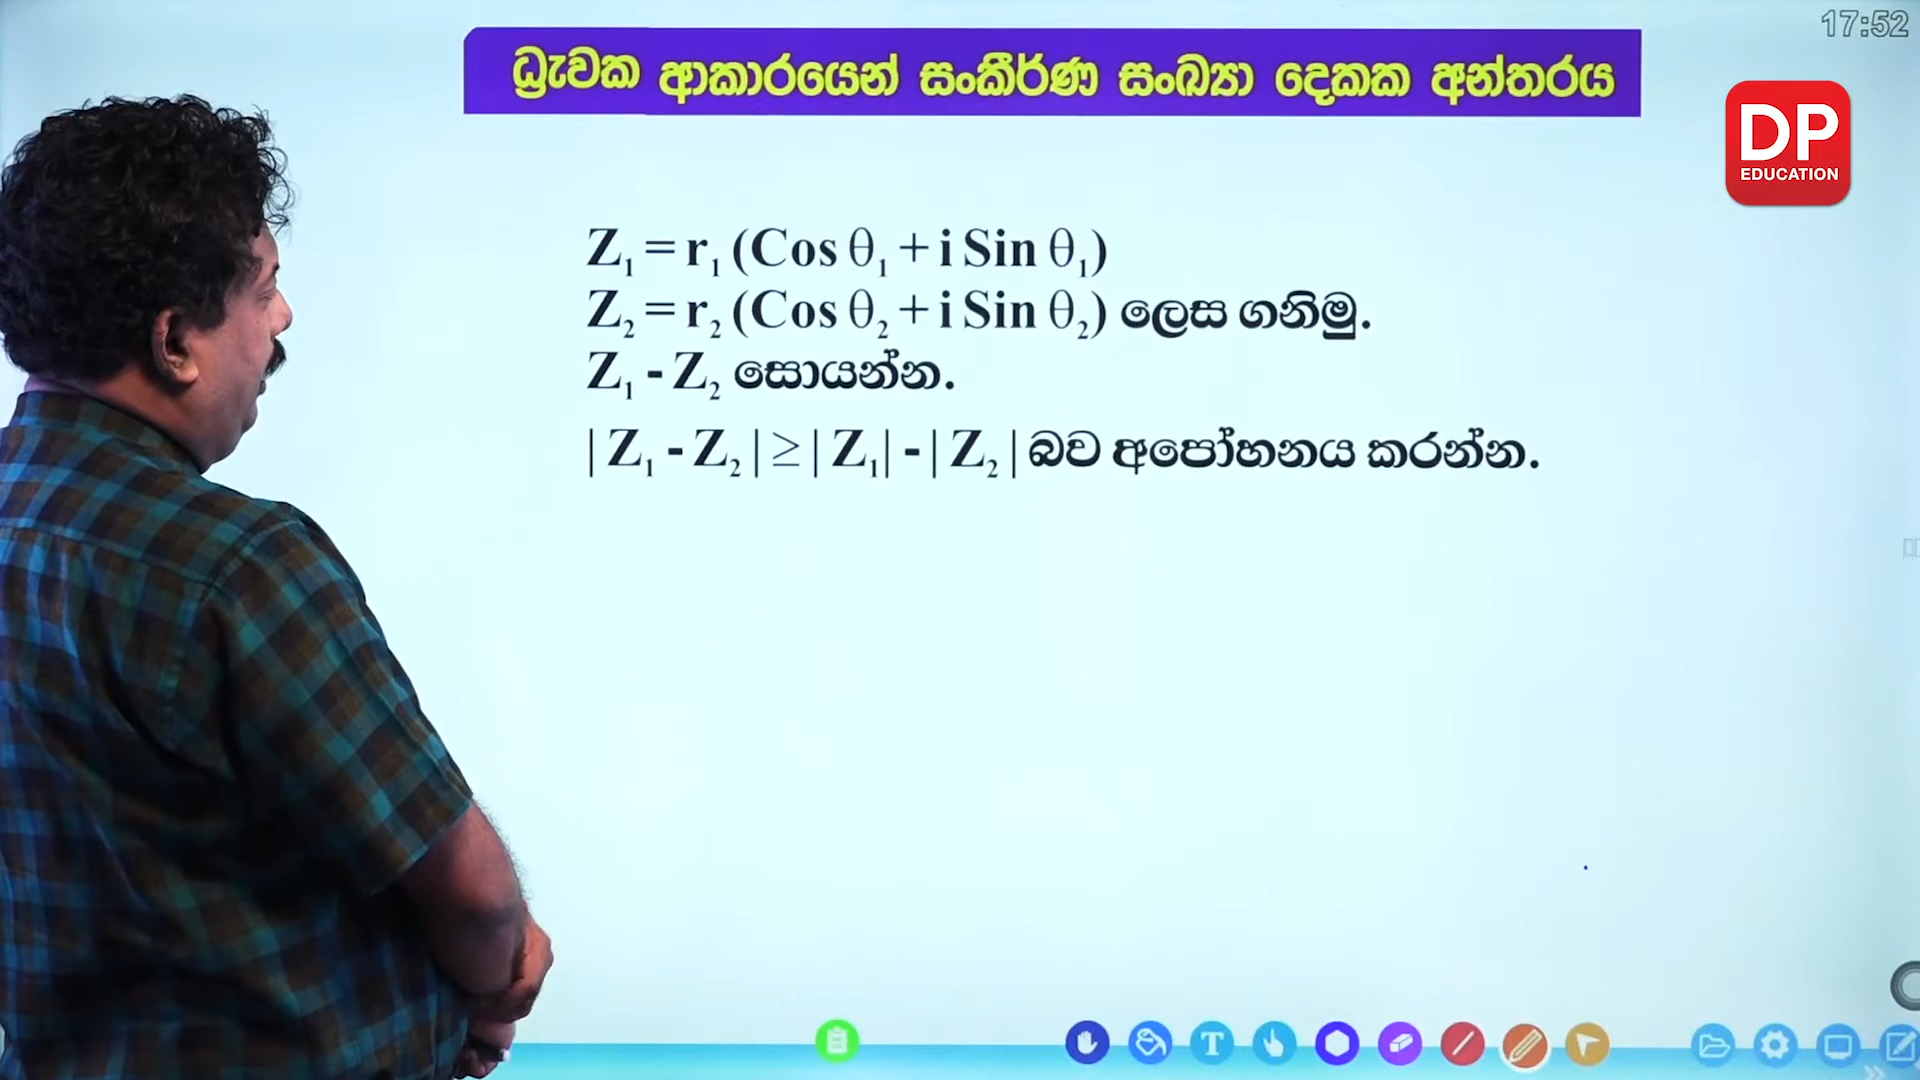 17:52
ධ්‍රැවක ආකාරයෙන් සංකීර්ණ සංඛ්‍යා දෙකක අන්තරය
DP
EDUCATION
Z₁ = r₁ (Cos θ₁ + i Sin θ₁)
Z₂ = r₂ (Cos θ₂ + i Sin θ₂) ලෙස ගනිමු.
Z₁ - Z₂ සොයන්න.
| Z₁ - Z₂ | ≥ | Z₁| - | Z₂ | බව අපෝහනය කරන්න.
T